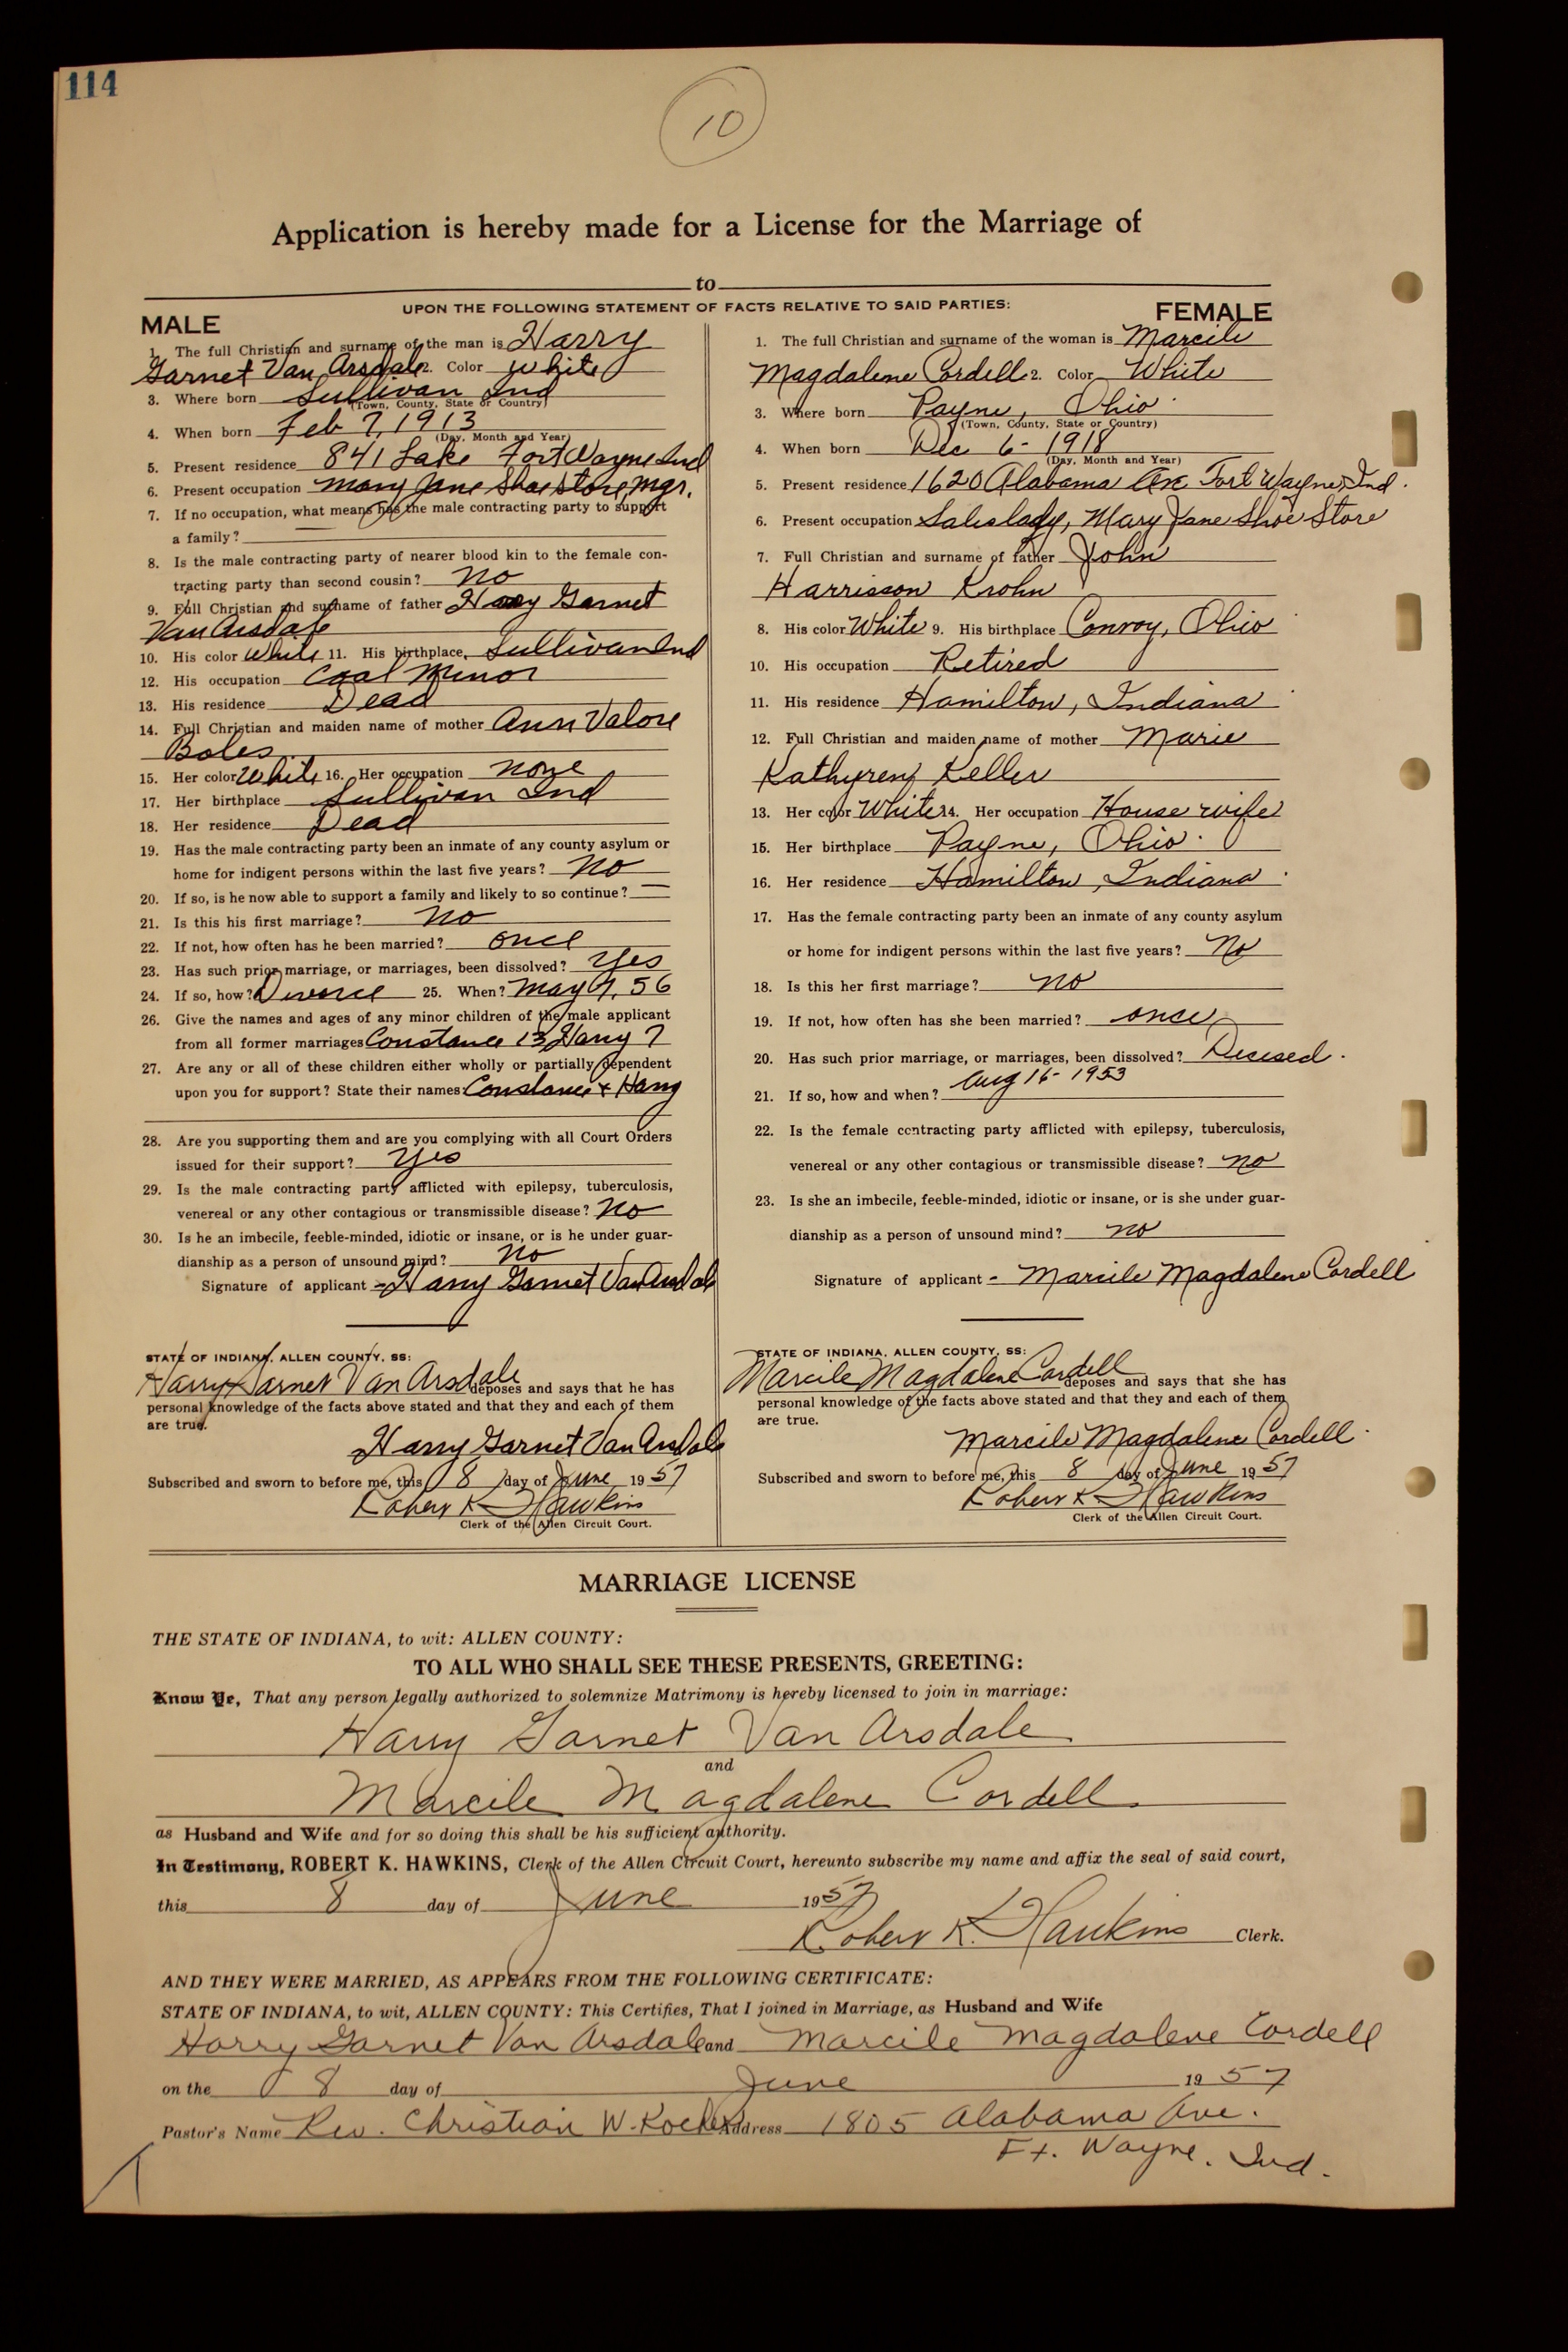 114
10
Application is hereby made for a License for the Marriage of
to
UPON THE FOLLOWING STATEMENT OF FACTS RELATIVE TO SAID PARTIES:
MALE
1. The full Christian and surname of the man is Harry
Garnet Van Arsdale 2. Color White
3. Where born Sullivan Ind
(Town, County, State or Country)
4. When born Feb 7, 1913
(Day, Month and Year)
5. Present residence 841 Lake Fort Wayne Ind
6. Present occupation Mary Jane Shoe Store, Mgr.
7. If no occupation, what means has the male contracting party to support
a family?
8. Is the male contracting party of nearer blood kin to the female con-
tracting party than second cousin? No
9. Full Christian and surname of father Harry Garnet
Van Arsdale
10. His color White 11. His birthplace Sullivan Ind
12. His occupation Coal Minor
13. His residence Dead
14. Full Christian and maiden name of mother Ann Valore
Boles
15. Her color White 16. Her occupation none
17. Her birthplace Sullivan Ind
18. Her residence Dead
19. Has the male contracting party been an inmate of any county asylum or
home for indigent persons within the last five years? No
20. If so, is he now able to support a family and likely to so continue?
21. Is this his first marriage? No
22. If not, how often has he been married? once
23. Has such prior marriage, or marriages, been dissolved? Yes
24. If so, how? Divorce 25. When? May 9, 56
26. Give the names and ages of any minor children of the male applicant
from all former marriages Constance 13, Harry 7
27. Are any or all of these children either wholly or partially dependent
upon you for support? State their names Constance + Harry
28. Are you supporting them and are you complying with all Court Orders
issued for their support? Yes
29. Is the male contracting party afflicted with epilepsy, tuberculosis,
venereal or any other contagious or transmissible disease? No
30. Is he an imbecile, feeble-minded, idiotic or insane, or is he under guar-
dianship as a person of unsound mind? No
Signature of applicant - Harry Garnet Van Arsdale
STATE OF INDIANA, ALLEN COUNTY, SS:
Harry Garnet Van Arsdale deposes and says that he has
personal knowledge of the facts above stated and that they and each of them
are true.
Harry Garnet Van Arsdale
Subscribed and sworn to before me, this 8 day of June 1957
Robert K Hawkins
Clerk of the Allen Circuit Court.
FEMALE
1. The full Christian and surname of the woman is Marcile
Magdalene Cordell 2. Color White
3. Where born Payne, Ohio
(Town, County, State or Country)
4. When born Dec 6 - 1918
(Day, Month and Year)
5. Present residence 1620 Alabama Ave Fort Wayne, Ind.
6. Present occupation Saleslady, Mary Jane Shoe Store
7. Full Christian and surname of father John
Harrison Krohn
8. His color White 9. His birthplace Conroy, Ohio
10. His occupation Retired
11. His residence Hamilton, Indiana
12. Full Christian and maiden name of mother Marie
Kathyren Keller
13. Her color White 14. Her occupation House wife
15. Her birthplace Payne, Ohio
16. Her residence Hamilton, Indiana
17. Has the female contracting party been an inmate of any county asylum
or home for indigent persons within the last five years? No
18. Is this her first marriage? No
19. If not, how often has she been married? once
20. Has such prior marriage, or marriages, been dissolved? Decised.
21. If so, how and when? Aug 16 - 1953
22. Is the female contracting party afflicted with epilepsy, tuberculosis,
venereal or any other contagious or transmissible disease? no
23. Is she an imbecile, feeble-minded, idiotic or insane, or is she under guar-
dianship as a person of unsound mind? no
Signature of applicant - Marcile Magdalene Cordell
STATE OF INDIANA, ALLEN COUNTY, SS:
Marcile Magdalene Cordell deposes and says that she has
personal knowledge of the facts above stated and that they and each of them
are true.
Marcile Magdalene Cordell.
Subscribed and sworn to before me, this 8 day of June 1957
Robert K Hawkins
Clerk of the Allen Circuit Court.
MARRIAGE LICENSE
THE STATE OF INDIANA, to wit: ALLEN COUNTY:
TO ALL WHO SHALL SEE THESE PRESENTS, GREETING:
Know Ye, That any person legally authorized to solemnize Matrimony is hereby licensed to join in marriage:
Harry Garnet Van Arsdale
and
Marcile Magdalene Cordell
as Husband and Wife and for so doing this shall be his sufficient authority.
In Testimony, ROBERT K. HAWKINS, Clerk of the Allen Circuit Court, hereunto subscribe my name and affix the seal of said court,
this 8 day of June 1957
Robert K. Hawkins Clerk.
AND THEY WERE MARRIED, AS APPEARS FROM THE FOLLOWING CERTIFICATE:
STATE OF INDIANA, to wit, ALLEN COUNTY: This Certifies, That I joined in Marriage, as Husband and Wife
Harry Garnet Van Arsdale and Marcile Magdalene Cordell
on the 8 day of June 1957
Pastor's Name Rev. Christian W. Kocher Address 1805 Alabama Ave.
Ft. Wayne, Ind.